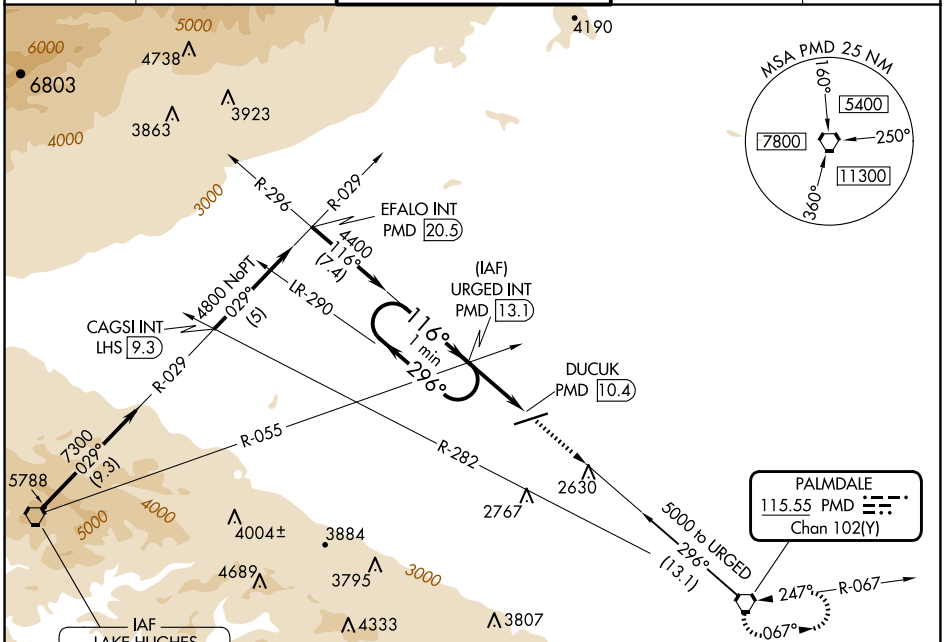 5000
4190
6000
4738
MSA PMD 25 NM
6803
160°
5400
3863
3923
7800
250°
4000
11300
360°
3000
R-296
R-029
EFALO INT
PMD 20.5
4400
116°
(7.4)
(IAF)
URGED INT
PMD 13.1
4800 NoPT
029°
(5)
LR-290
CAGSI INT
LHS 9.3
116°
1 min
296°
R-029
DUCUK
PMD 10.4
R-055
R-282
7300
029°
(9.3)
5788
2630
2767
PALMDALE
115.55 PMD
Chan 102(Y)
5000
4000
4004±
3884
5000 to URGED
296°
(13.1)
4689
3795
3000
247°
R-067
067°
IAF
LAKE HUGHES
4333
3807